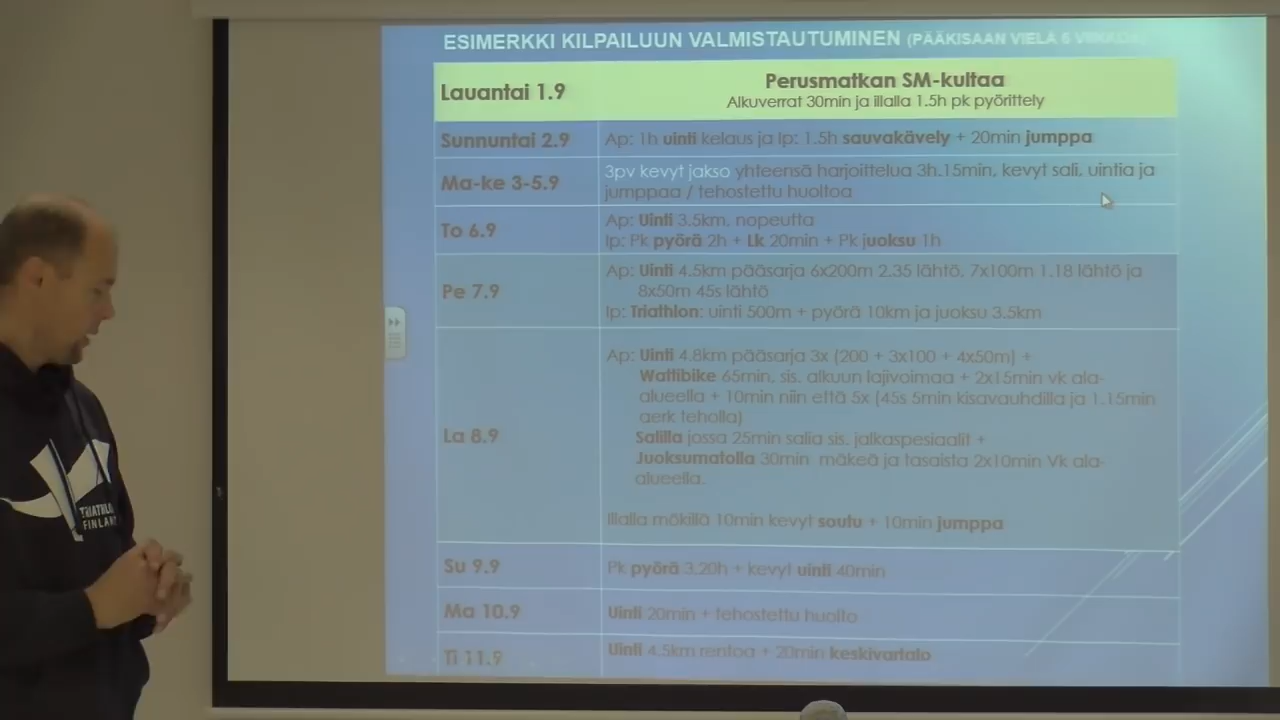 ESIMERKKI KILPAILUUN VALMISTAUTUMINEN (PÄÄKISAAN VIELÄ 6
Lauantai 1.9
Perusmatkan SM-kultaa
Alkuverrat 30min ja illalla 1.5h pk pyörittely
Sunnuntai 2.9
Ap: 1h uinti kelaus ja Ip: 1.5h sauvakävely + 20min jumppa
Ma-ke 3-5.9
3pv kevyt jakso yhteensä harjoittelua 3h.15min, kevyt sali, uintia ja
jumppaa / tehostettu huoltoa
To 6.9
Ap: Uinti 3.5km, nopeutta
Ip: Pk pyörä 2h + Lk 20min + Pk juoksu 1h
Pe 7.9
Ap: Uinti 4.5km pääsarja 6x200m 2.35 lähtö, 7x100m 1.18 lähtö ja
8x50m 45s lähtö
Ip: Triathlon: uinti 500m + pyörä 10km ja juoksu 3.5km
La 8.9
Ap: Uinti 4.8km pääsarja 3x (200 + 3x100 + 4x50m) +
Wattibike 65min, sis. alkuun lajivoimaa + 2x15min vk ala-
alueella + 10min niin että 5x (45s 5min kisavauhdilla ja 1.15min
aerk teholla)
Salilla jossa 25min salia sis. jalkaspesiaalit +
Juoksumatolla 30min mäkeä ja tasaista 2x10min Vk ala-
alueella.
Illalla mökillä 10min kevyt soutu + 10min jumppa
Su 9.9
Pk pyörä 3.20h + kevyt uinti 40min
Ma 10.9
Uinti 20min + tehostettu huolto
Ti 11.9
Uinti 4.5km rentoa + 20min keskivartalo
TRIATHLON
FINLAND